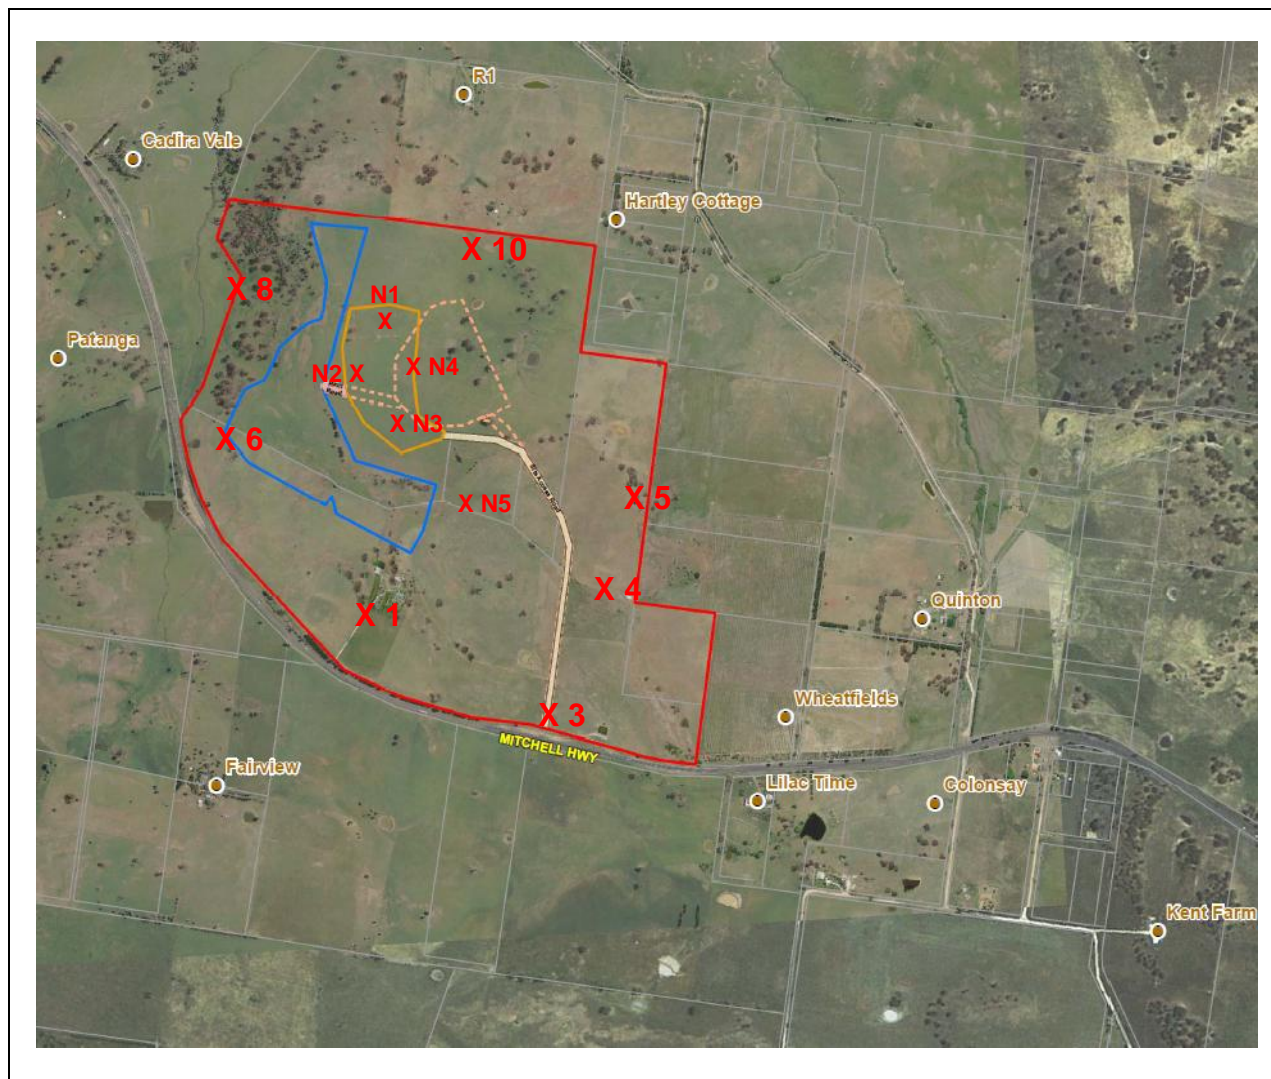 R1
Cadira Vale
Hartley Cottage
X 10
X 8
N1
X
Patanga
N2 X
X N4
X N3
X 6
X 5
X N5
X 4
Quinton
X 1
Wheatfields
X 3
MITCHELL HWY
Fairview
Lilac Time
Colonsay
Kent Farm